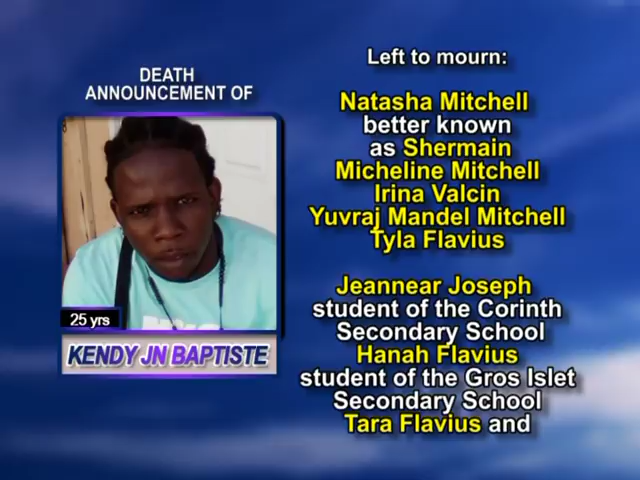 DEATH
ANNOUNCEMENT OF
25 yrs
KENDY JN BAPTISTE
Left to mourn:
Natasha Mitchell
better known
as Shermain
Micheline Mitchell
Irina Valcin
Yuvraj Mandel Mitchell
Tyla Flavius
Jeannear Joseph
student of the Corinth
Secondary School
Hanah Flavius
student of the Gros Islet
Secondary School
Tara Flavius and